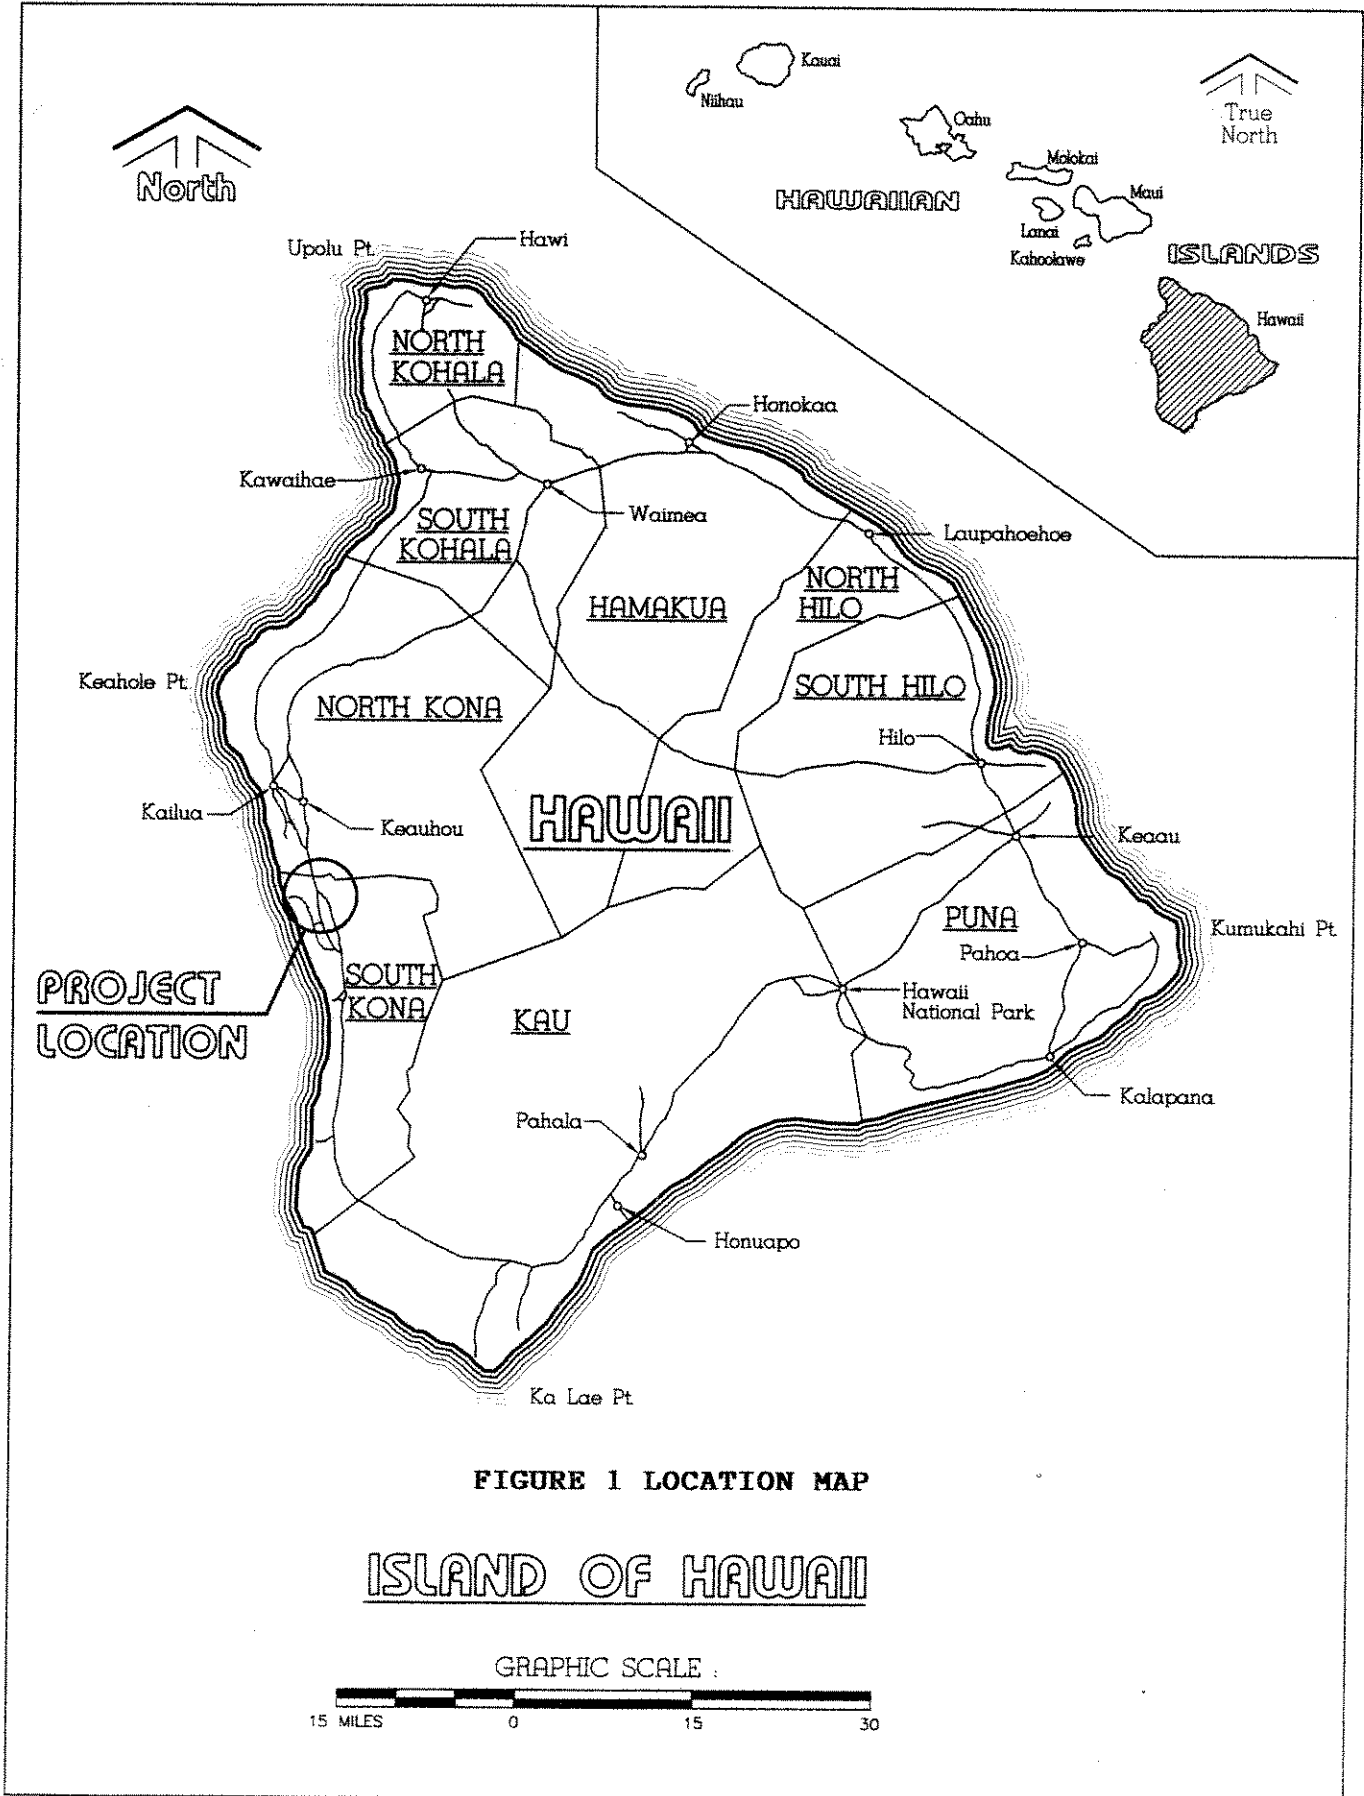 Kauai
Niihau
Oahu
True
North
Molokai
HAWAIIAN
Maui
Lanai
Kahoolawe
ISLANDS
Hawaii
North
Upolu Pt.
Hawi
NORTH
KOHALA
Honokaa
Kawaihae
Waimea
SOUTH
KOHALA
Laupahoehoe
NORTH
HILO
HAMAKUA
Keahole Pt.
NORTH KONA
SOUTH HILO
Hilo
Kailua
Keauhou
HAWAII
Keaau
PUNA
Pahoa
Kumukahi Pt.
PROJECT
LOCATION
SOUTH
KONA
KAU
Hawaii
National Park
Kalapana
Pahala
Honuapo
Ka Lae Pt.
FIGURE 1 LOCATION MAP
ISLAND OF HAWAII
GRAPHIC SCALE :
15 MILES 0 15 30